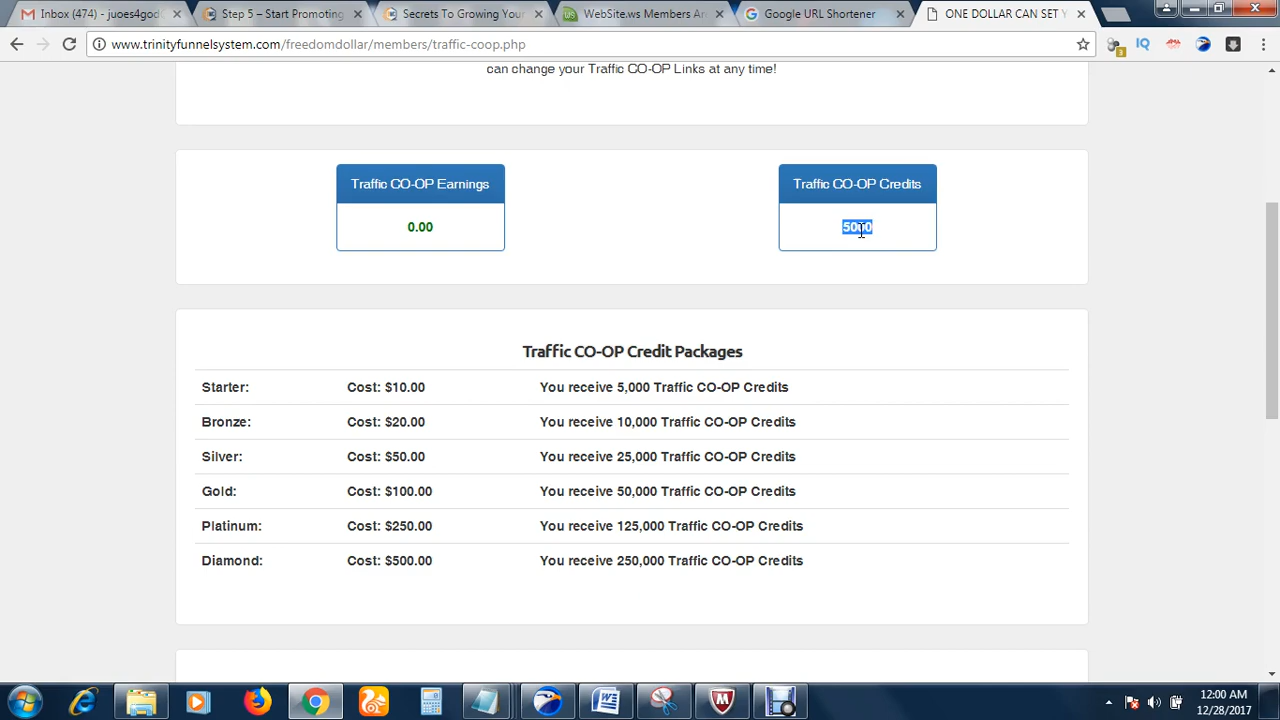 Inbox (474) - juoes4god
Step 5 – Start Promoting
Secrets To Growing Your
WebSite.ws Members Ar
Google URL Shortener
ONE DOLLAR CAN SET Y
www.trinityfunnelsystem.com/freedomdollar/members/traffic-coop.php
3
IQ
can change your Traffic CO-OP Links at any time!
Traffic CO-OP Earnings
0.00
Traffic CO-OP Credits
5000
Traffic CO-OP Credit Packages
Starter: Cost: $10.00 You receive 5,000 Traffic CO-OP Credits
Bronze: Cost: $20.00 You receive 10,000 Traffic CO-OP Credits
Silver: Cost: $50.00 You receive 25,000 Traffic CO-OP Credits
Gold: Cost: $100.00 You receive 50,000 Traffic CO-OP Credits
Platinum: Cost: $250.00 You receive 125,000 Traffic CO-OP Credits
Diamond: Cost: $500.00 You receive 250,000 Traffic CO-OP Credits
12:00 AM
12/28/2017